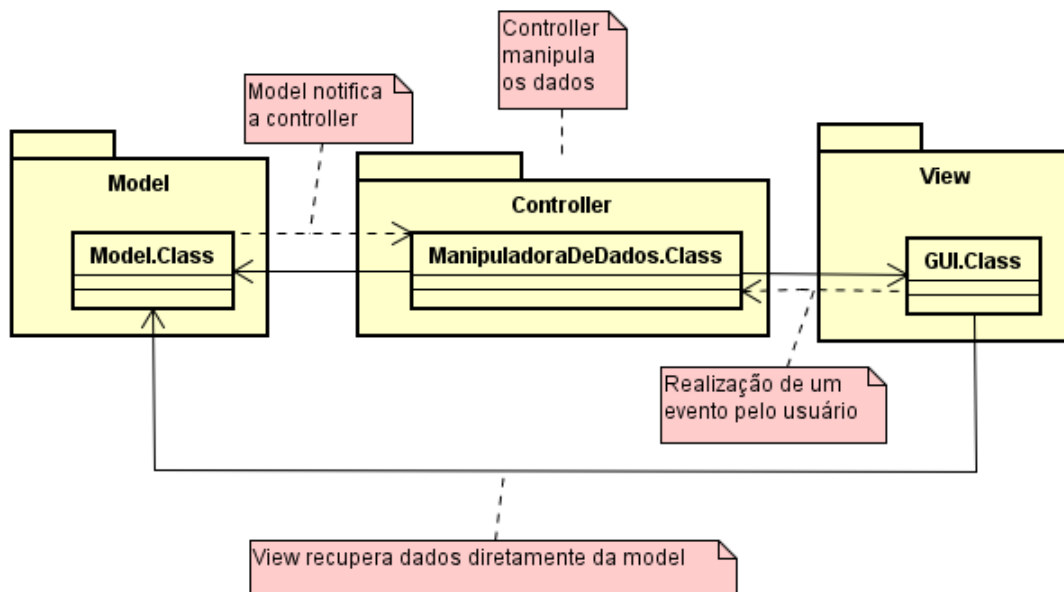 Controller
manipula
os dados
Model notifica
a controller
Model
Controller
View
Model.Class
ManipuladoraDeDados.Class
GUI.Class
Realização de um
evento pelo usuário
View recupera dados diretamente da model